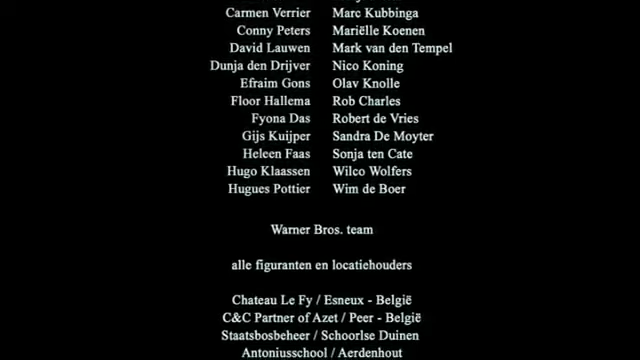 Carmen Verrier Marc Kubbinga
Conny Peters Mariëlle Koenen
David Lauwen Mark van den Tempel
Dunja den Drijver Nico Koning
Efraim Gons Olav Knolle
Floor Hallema Rob Charles
Fyona Das Robert de Vries
Gijs Kuijper Sandra De Moyter
Heleen Faas Sonja ten Cate
Hugo Klaassen Wilco Wolfers
Hugues Pottier Wim de Boer
Warner Bros. team
alle figuranten en locatiehouders
Chateau Le Fy / Esneux - België
C&C Partner of Azet / Peer - België
Staatsbosbeheer / Schoorlse Duinen
Antoniusschool / Aerdenhout